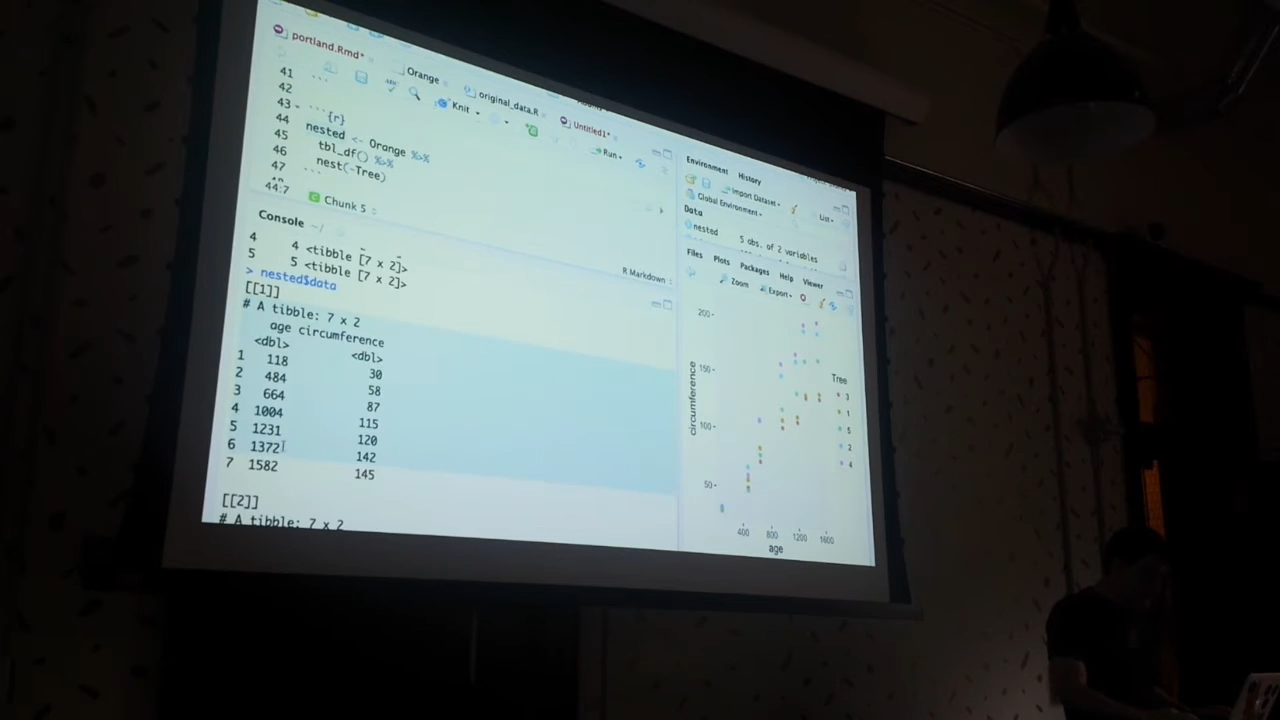 portland.Rmd*
Orange
original_data.R
Untitled1*
Knit
Run
41 ```
42
43 ```{r}
44 nested <- Orange %>%
45 tbl_df() %>%
46 nest(-Tree)
47 ```
44:7
Chunk 5
R Markdown
Console ~/
4 4 <tibble [7 x 2]>
5 5 <tibble [7 x 2]>
> nested$data
[[1]]
# A tibble: 7 x 2
age circumference
<dbl> <dbl>
1 118 30
2 484 58
3 664 87
4 1004 115
5 1231 120
6 1372 142
7 1582 145
[[2]]
# A tibble: 7 x 2
Environment History
Import Dataset
List
Global Environment
Data
nested 5 obs. of 2 variables
Files Plots Packages Help Viewer
Zoom Export
200
150
100
50
circumference
400 800 1200 1600
age
Tree
3
1
5
2
4